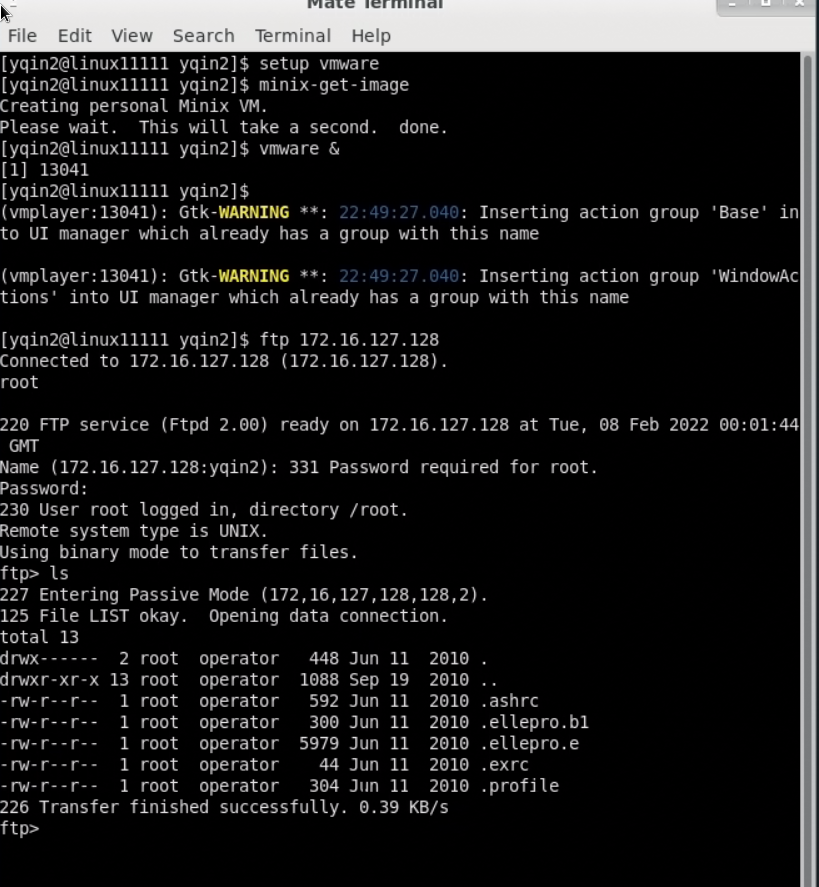 Mate Terminal
File Edit View Search Terminal Help
[yqin2@linux11111 yqin2]$ setup vmware
[yqin2@linux11111 yqin2]$ minix-get-image
Creating personal Minix VM.
Please wait.  This will take a second.  done.
[yqin2@linux11111 yqin2]$ vmware &
[1] 13041
[yqin2@linux11111 yqin2]$
(vmplayer:13041): Gtk-WARNING **: 22:49:27.040: Inserting action group 'Base' in
to UI manager which already has a group with this name
(vmplayer:13041): Gtk-WARNING **: 22:49:27.040: Inserting action group 'WindowAc
tions' into UI manager which already has a group with this name
[yqin2@linux11111 yqin2]$ ftp 172.16.127.128
Connected to 172.16.127.128 (172.16.127.128).
root
220 FTP service (Ftpd 2.00) ready on 172.16.127.128 at Tue, 08 Feb 2022 00:01:44
 GMT
Name (172.16.127.128:yqin2): 331 Password required for root.
Password:
230 User root logged in, directory /root.
Remote system type is UNIX.
Using binary mode to transfer files.
ftp> ls
227 Entering Passive Mode (172,16,127,128,128,2).
125 File LIST okay.  Opening data connection.
total 13
drwx------  2 root  operator   448 Jun 11  2010 .
drwxr-xr-x 13 root  operator  1088 Sep 19  2010 ..
-rw-r--r--  1 root  operator   592 Jun 11  2010 .ashrc
-rw-r--r--  1 root  operator   300 Jun 11  2010 .ellepro.b1
-rw-r--r--  1 root  operator  5979 Jun 11  2010 .ellepro.e
-rw-r--r--  1 root  operator    44 Jun 11  2010 .exrc
-rw-r--r--  1 root  operator   304 Jun 11  2010 .profile
226 Transfer finished successfully. 0.39 KB/s
ftp>